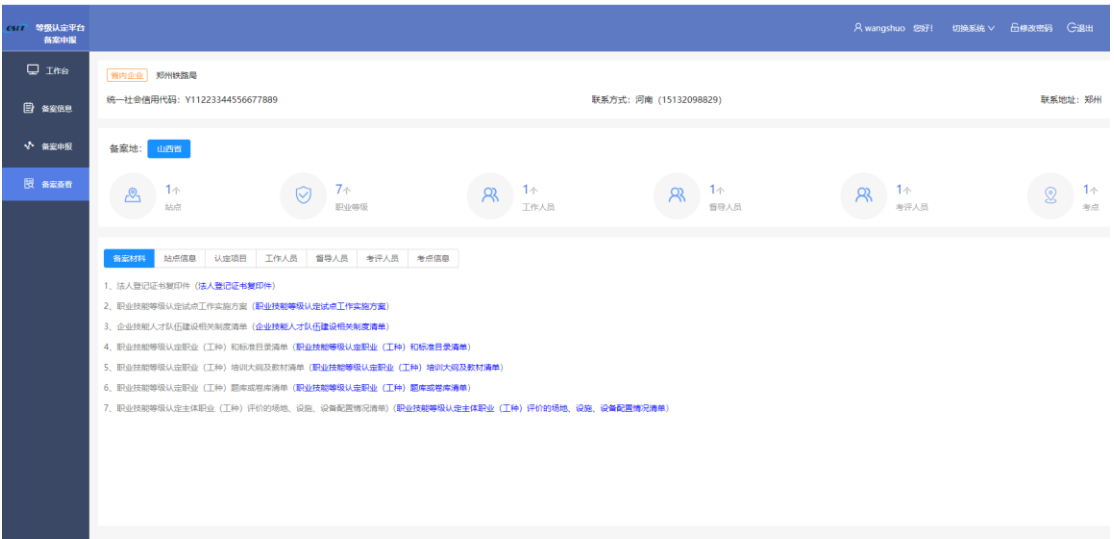 等级认定平台
备案申报
wangshuo 您好!
切换系统
修改密码
退出
工作台
备案信息
备案申报
备案查看
省内企业 郑州铁路局
统一社会信用代码:Y11223344556677889
联系方式:河南(15132098829)
联系地址:郑州
备案地: 山西省
1个
站点
7个
职业等级
1个
工作人员
1个
督导人员
1个
考评人员
1个
考点
备案材料 站点信息 认定项目 工作人员 督导人员 考评人员 考点信息
1、法人登记证书复印件(法人登记证书复印件)
2、职业技能等级认定试点工作实施方案(职业技能等级认定试点工作实施方案)
3、企业技能人才队伍建设相关制度清单(企业技能人才队伍建设相关制度清单)
4、职业技能等级认定职业(工种)和标准目录清单(职业技能等级认定职业(工种)和标准目录清单)
5、职业技能等级认定职业(工种)培训大纲及教材清单(职业技能等级认定职业(工种)培训大纲及教材清单)
6、职业技能等级认定职业(工种)题库或卷库清单(职业技能等级认定职业(工种)题库或卷库清单)
7、职业技能等级认定主体职业(工种)评价的场地、设施、设备配置情况清单)(职业技能等级认定主体职业(工种)评价的场地、设施、设备配置情况清单)